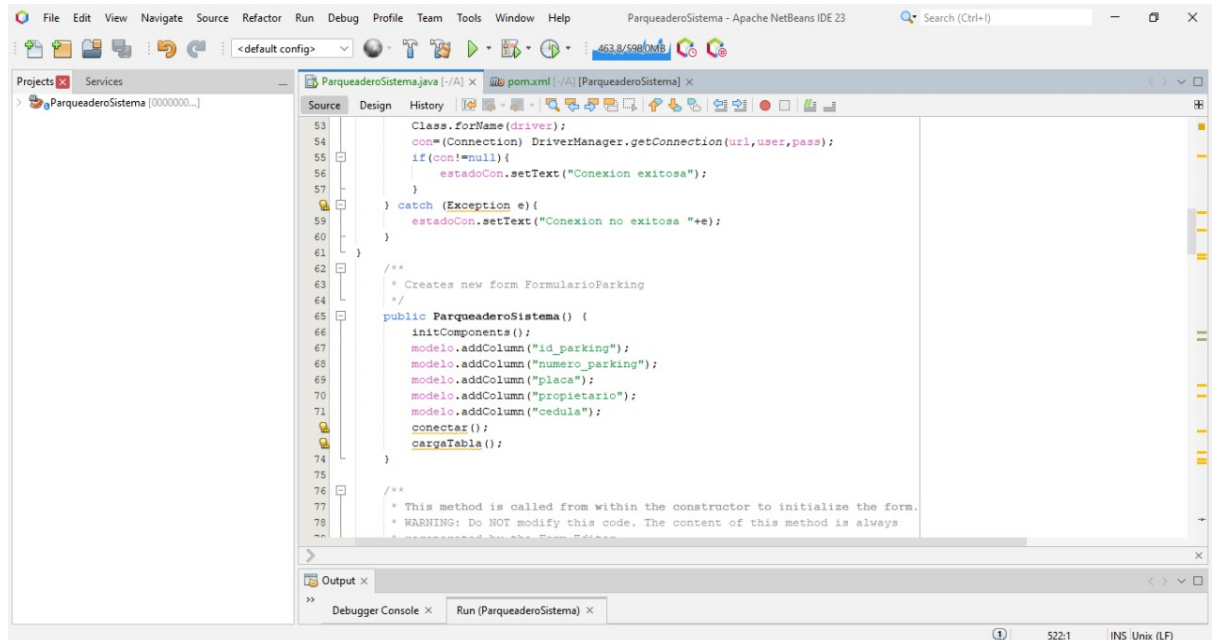 File Edit View Navigate Source Refactor Run Debug Profile Team Tools Window Help ParqueaderoSistema - Apache NetBeans IDE 23 Search (Ctrl+I)
<default config> 463.8/598.0MB
Projects Services
ParqueaderoSistema.java [-/A] pom.xml [-/A] [ParqueaderoSistema]
ParqueaderoSistema [0000000...]
Source Design History
53 Class.forName(driver);
54 con=(Connection) DriverManager.getConnection(url,user,pass);
55 if(con!=null){
56 estadoCon.setText("Conexion exitosa");
57 }
} catch (Exception e){
59 estadoCon.setText("Conexion no exitosa "+e);
60 }
61 }
62 /**
63 * Creates new form FormularioParking
64 */
65 public ParqueaderoSistema() {
66 initComponents();
67 modelo.addColumn("id_parking");
68 modelo.addColumn("numero_parking");
69 modelo.addColumn("placa");
70 modelo.addColumn("propietario");
71 modelo.addColumn("cedula");
conectar();
cargaTabla();
74 }
75
76 /**
77 * This method is called from within the constructor to initialize the form.
78 * WARNING: Do NOT modify this code. The content of this method is always
Output
Debugger Console Run (ParqueaderoSistema)
1 522:1 INS Unix (LF)